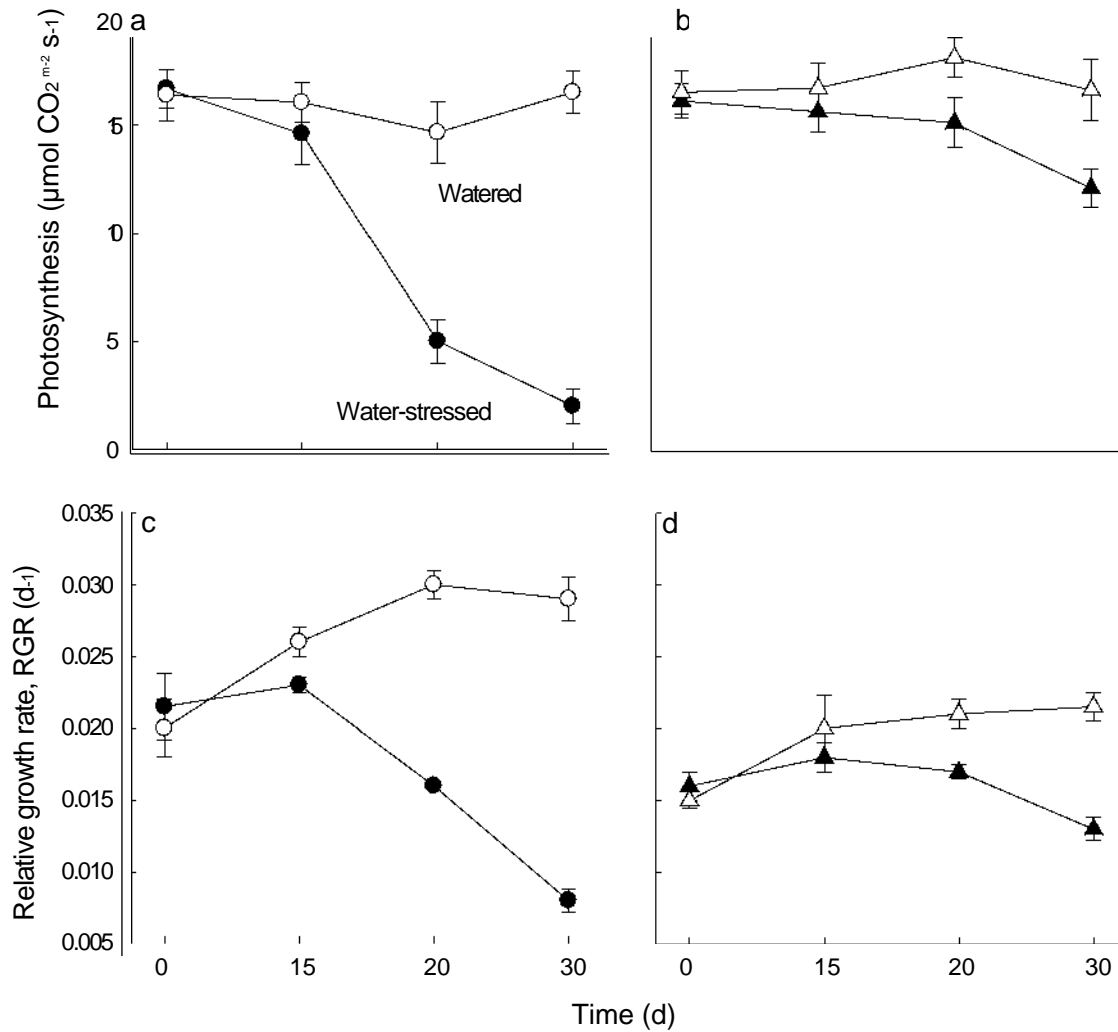 20 a b
Photosynthesis (µmol CO2 m-2 s-1)
15
Watered
10
5
Water-stressed
0
0.035 c d
Relative growth rate, RGR (d-1)
0.030
0.025
0.020
0.015
0.010
0.005
0 15 20 30 0 15 20 30
Time (d)